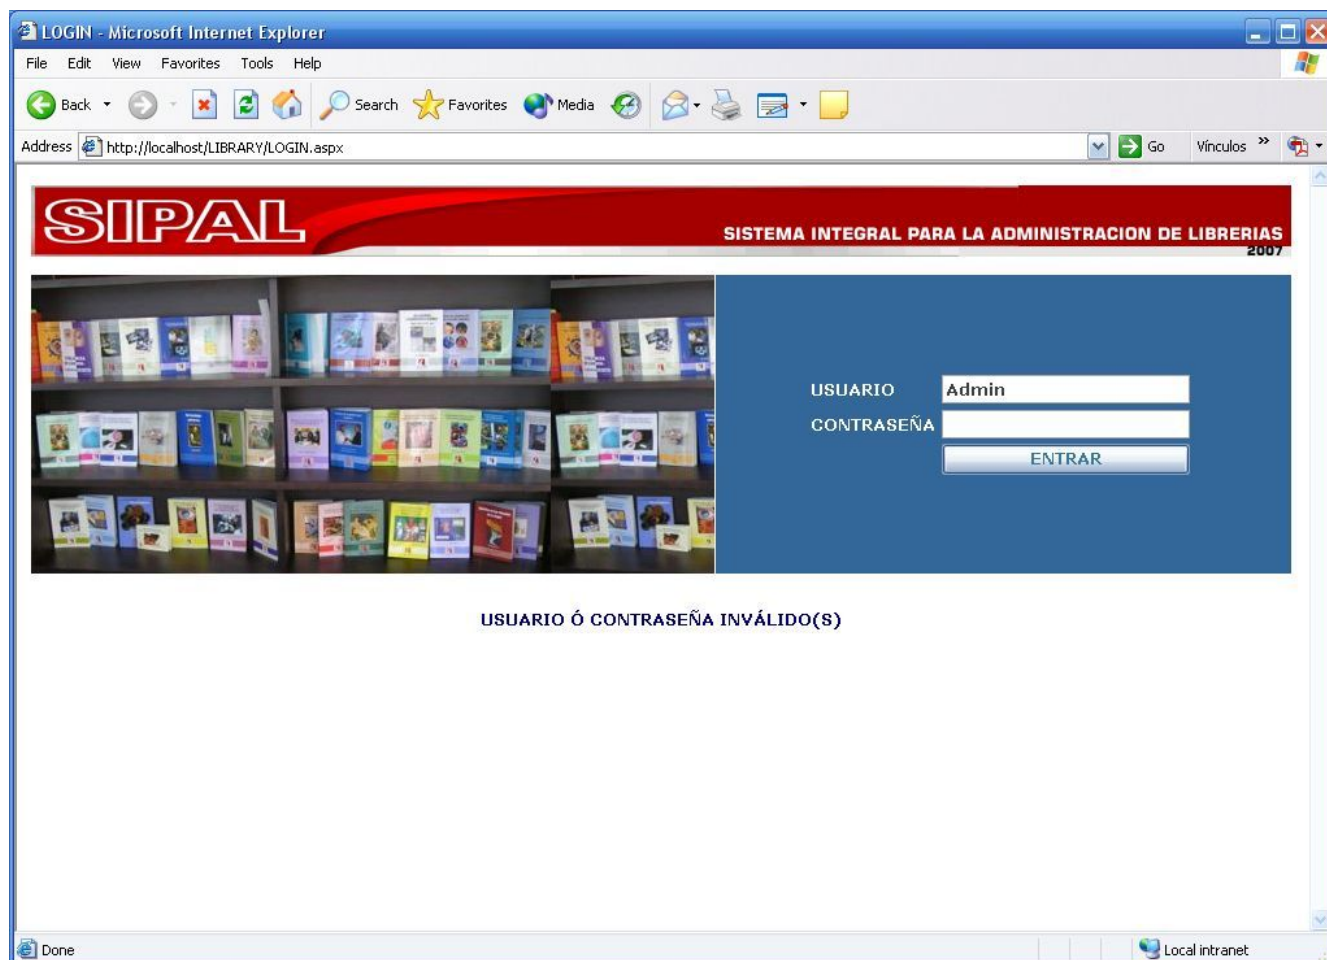 LOGIN - Microsoft Internet Explorer
File Edit View Favorites Tools Help
Back Search Favorites Media
Address http://localhost/LIBRARY/LOGIN.aspx Go Vínculos »
SIPAL
SISTEMA INTEGRAL PARA LA ADMINISTRACION DE LIBRERIAS
2007
USUARIO Admin
CONTRASEÑA
ENTRAR
USUARIO Ó CONTRASEÑA INVÁLIDO(S)
Done Local intranet